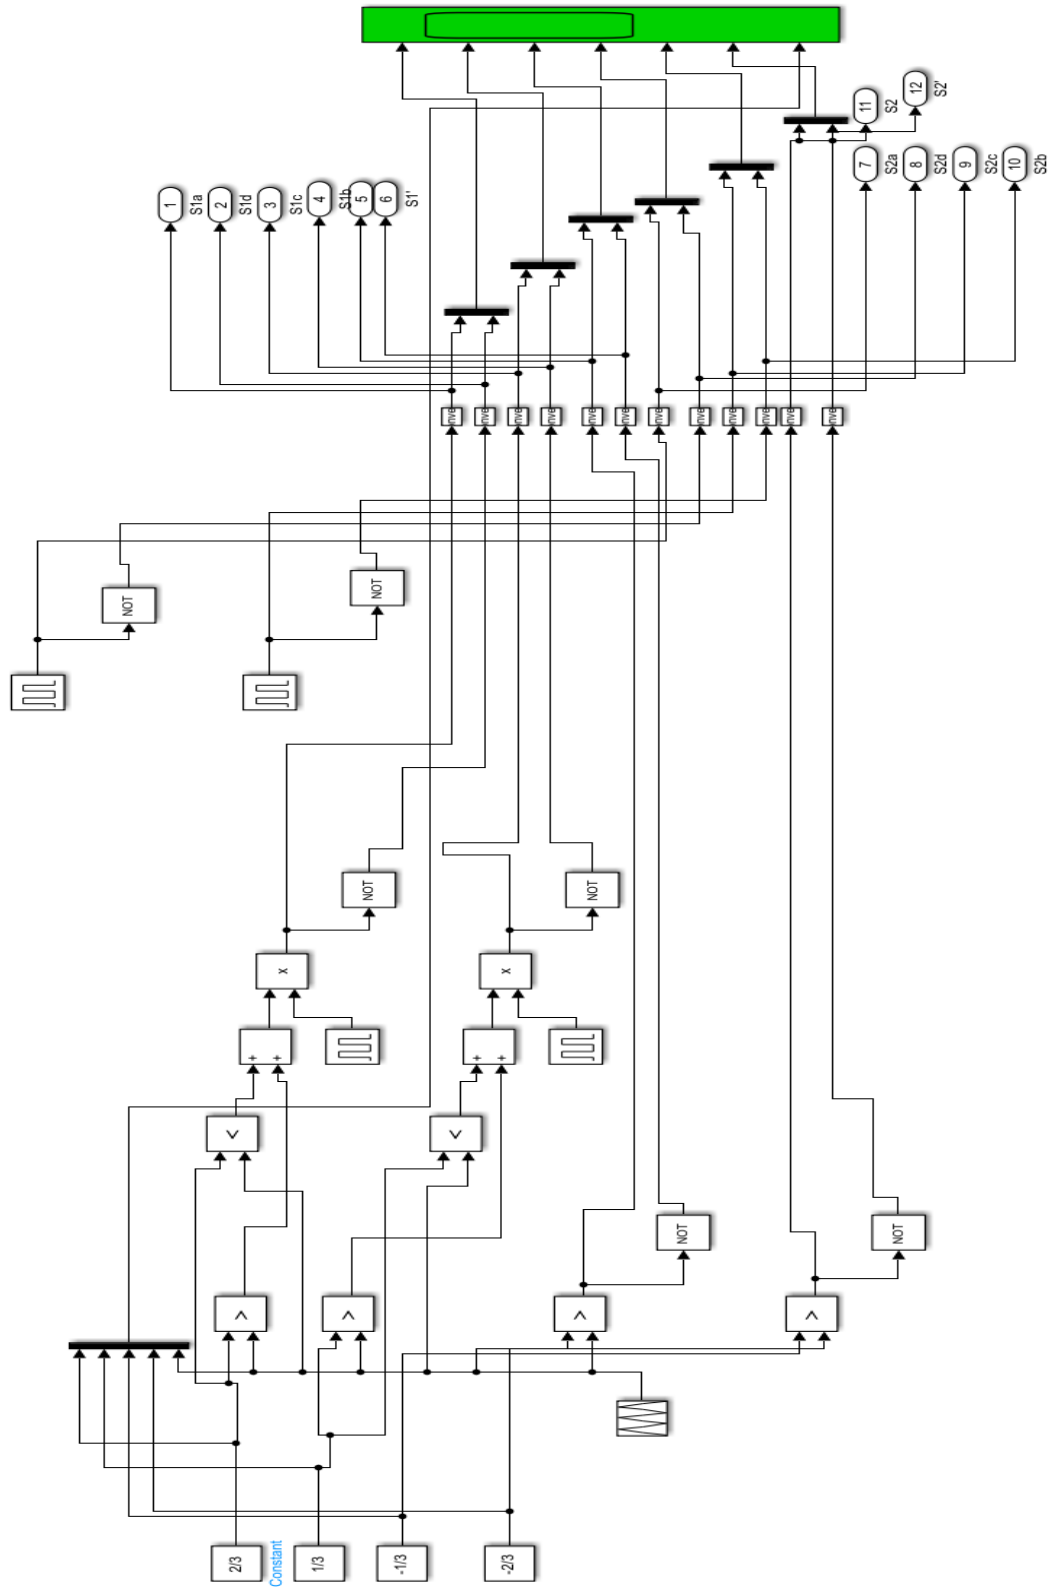 11
S2
12
S2'
7
S2a
8
S2d
9
S2c
10
S2b
1
S1a
2
S1d
3
S1c
4
S1b
5
6
S1'
NOT
NOT
NOT
NOT
x
x
+
+
+
+
<
<
NOT
NOT
>
>
>
>
2/3
Constant
1/3
-1/3
-2/3